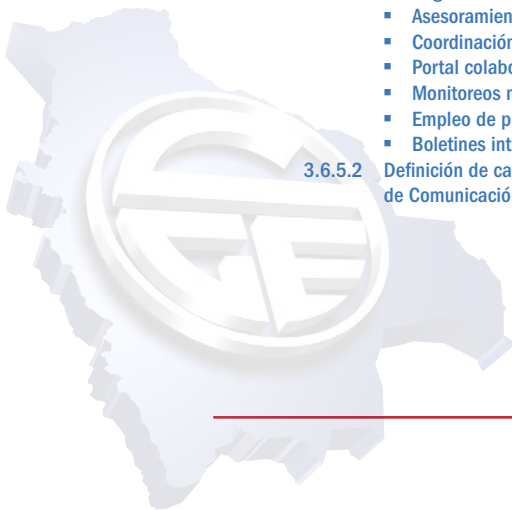 ▪ Asesoramien
▪ Coordinación
▪ Portal colabo
▪ Monitoreos m
▪ Empleo de p
▪ Boletines int
3.6.5.2 Definición de ca
de Comunicació